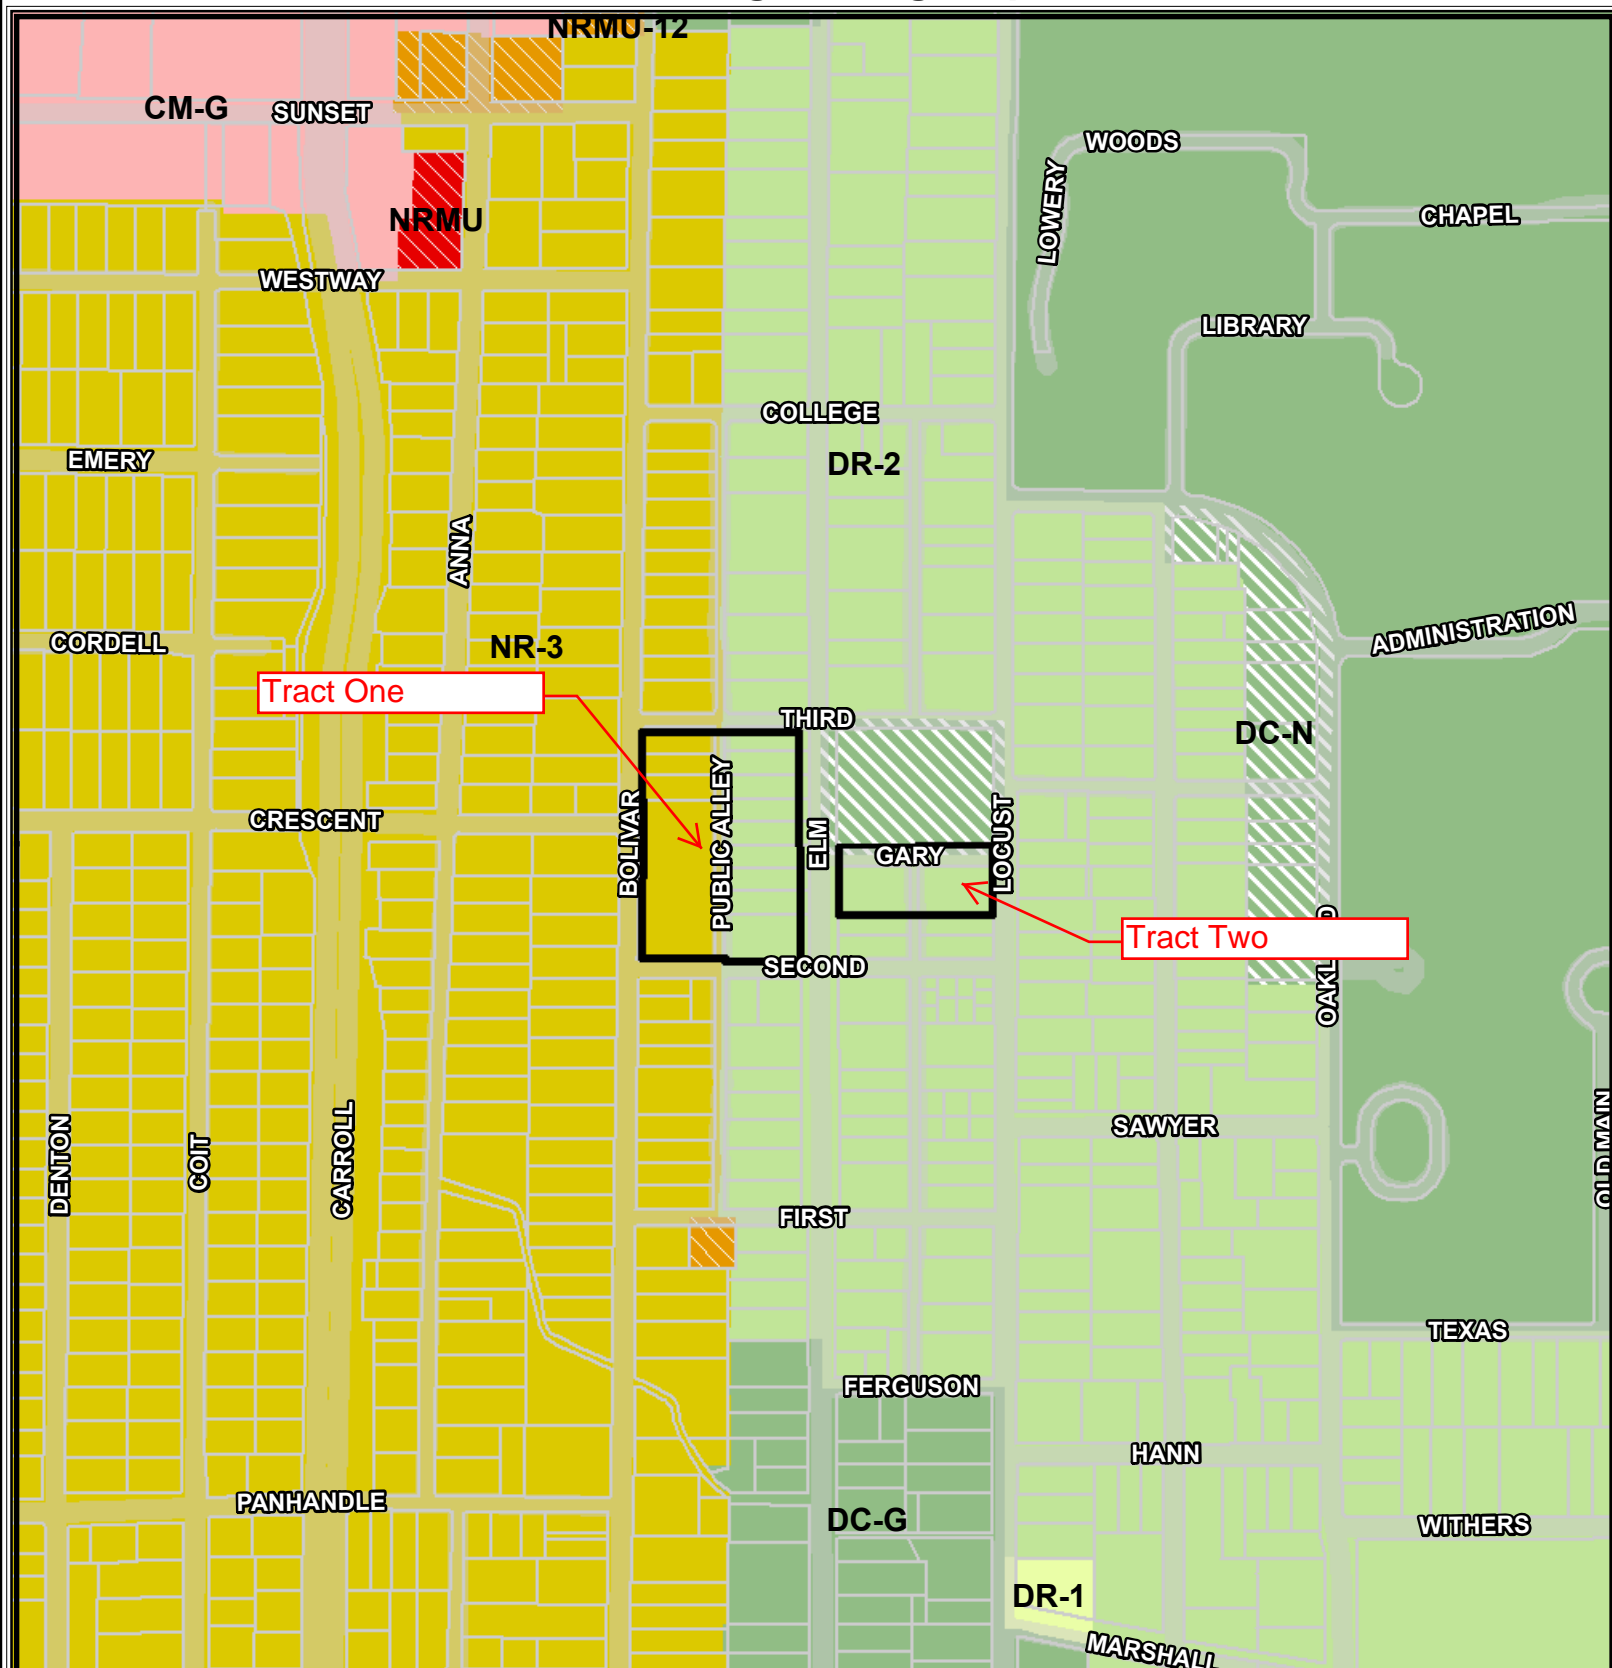 NRMU-12
CM-G
SUNSET
WOODS
LOWERY
CHAPEL
NRMU
WESTWAY
LIBRARY
COLLEGE
EMERY
DR-2
ANNA
CORDELL
NR-3
ADMINISTRATION
Tract One
THIRD
DC-N
CRESCENT
BOLIVAR
PUBLIC ALLEY
ELM
GARY
LOCUST
Tract Two
SECOND
DENTON
COIT
CARROLL
SAWYER
OLD MAIN
FIRST
TEXAS
FERGUSON
HANN
PANHANDLE
DC-G
WITHERS
DR-1
MARSHALL